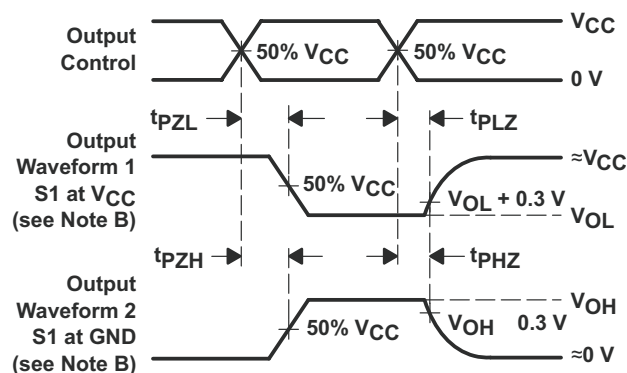 Output
Control
50% VCC
50% VCC
VCC
0 V
tPZL
tPLZ
Output
Waveform 1
S1 at VCC
(see Note B)
50% VCC
≈VCC
VOL + 0.3 V
VOL
tPZH
tPHZ
Output
Waveform 2
S1 at GND
(see Note B)
50% VCC
VOH
VOH 0.3 V
≈0 V